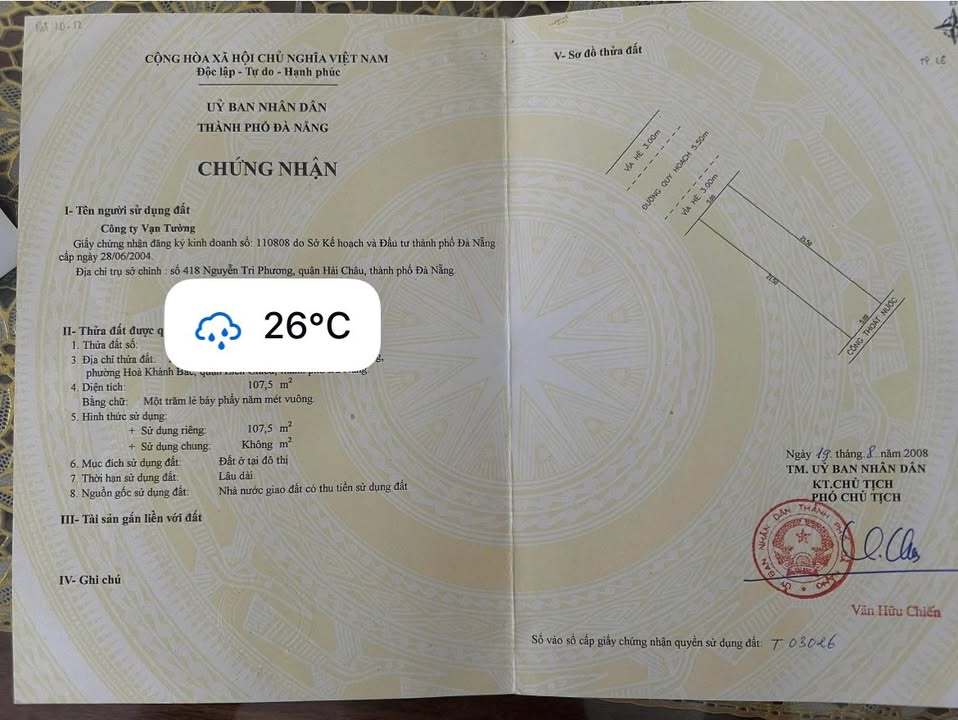 CỘNG HÒA XÃ HỘI CHỦ NGHĨA VIỆT NAM
Độc lập - Tự do - Hạnh phúc
UỶ BAN NHÂN DÂN
THÀNH PHỐ ĐÀ NẴNG
CHỨNG NHẬN
I- Tên người sử dụng đất
Công ty Vạn Tường
Giấy chứng nhận đăng ký kinh doanh số: 110808 do Sở Kế hoạch và Đầu tư thành phố Đà Nẵng
cấp ngày 28/06/2004.
Địa chỉ trụ sở chính : số 418 Nguyễn Tri Phương, quận Hải Châu, thành phố Đà Nẵng
26°C
II- Thửa đất được
1. Thửa đất số:
3. Địa chỉ thửa đất:
phường Hoà Khánh Bắc,
4. Diện tích: 107,5 m²
Bằng chữ: Một trăm lẻ bảy phẩy năm mét vuông.
5. Hình thức sử dụng:
+ Sử dụng riêng: 107,5 m²
+ Sử dụng chung: Không m²
6. Mục đích sử dụng đất: Đất ở tại đô thị
7. Thời hạn sử dụng đất: Lâu dài
8. Nguồn gốc sử dụng đất: Nhà nước giao đất có thu tiền sử dụng đất
III- Tài sản gắn liền với đất
IV- Ghi chú
V- Sơ đồ thửa đất
VỈA HÈ 3.00m
ĐƯỜNG QUY HOẠCH 5.50m
VỈA HÈ 3.00m
5.00
21.50
21.50
5.00
CỐNG THOÁT NƯỚC
Ngày 19 tháng 8 năm 2008
TM. UỶ BAN NHÂN DÂN
KT.CHỦ TỊCH
PHÓ CHỦ TỊCH
Văn Hữu Chiến
Số vào sổ cấp giấy chứng nhận quyền sử dụng đất: T 03026